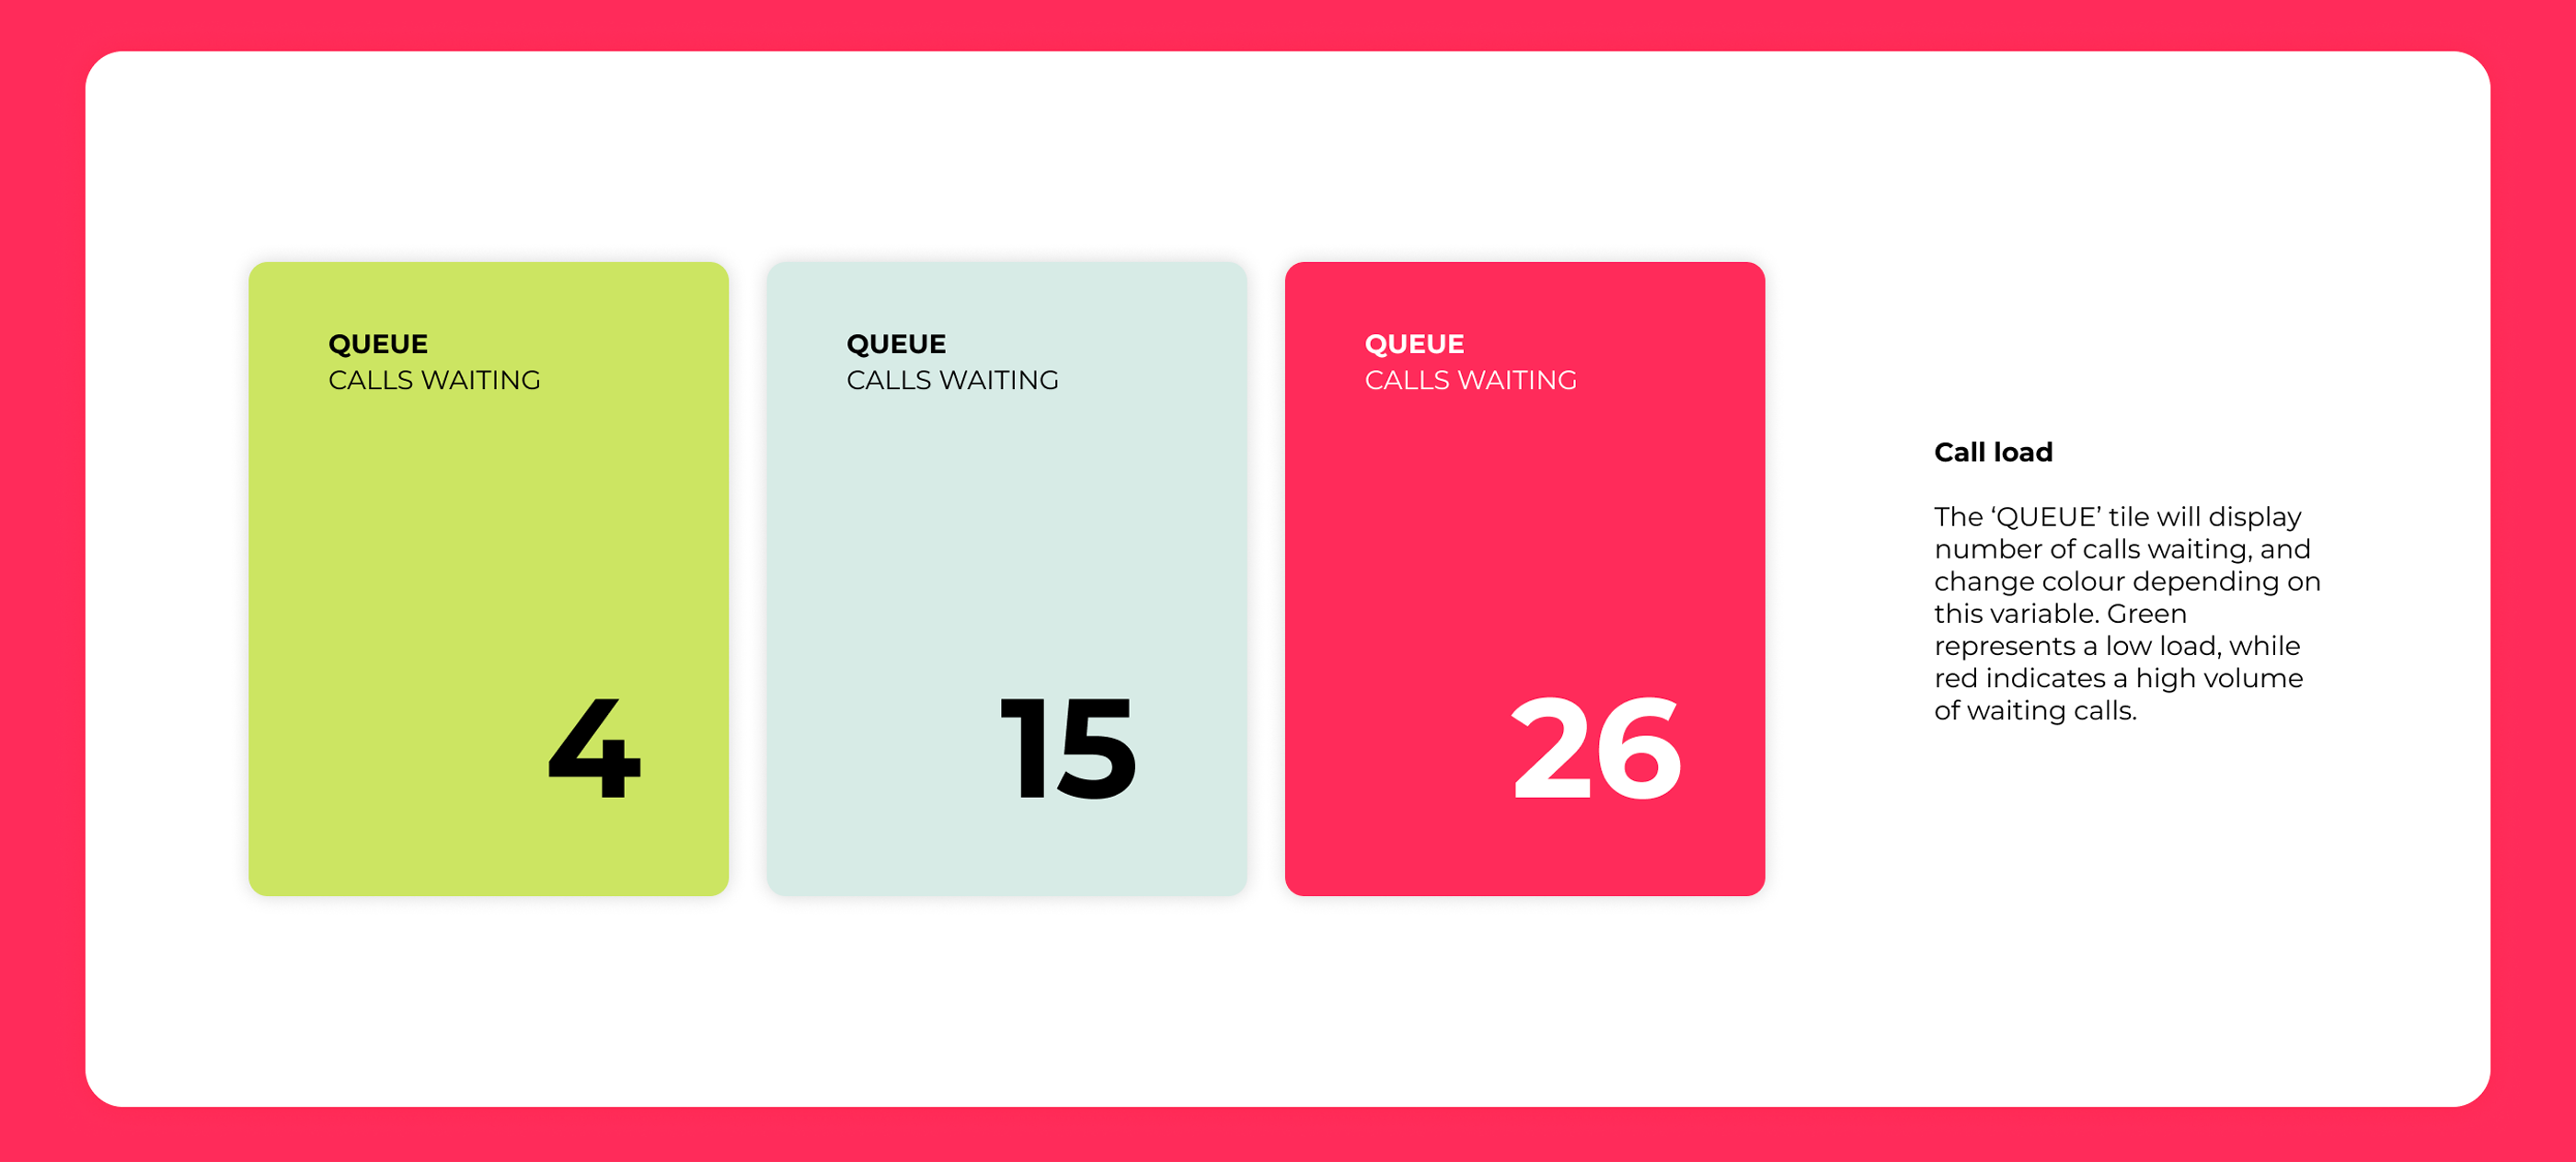 QUEUE
CALLS WAITING
4
QUEUE
CALLS WAITING
15
QUEUE
CALLS WAITING
26
Call load
The ‘QUEUE’ tile will display
number of calls waiting, and
change colour depending on
this variable. Green
represents a low load, while
red indicates a high volume
of waiting calls.